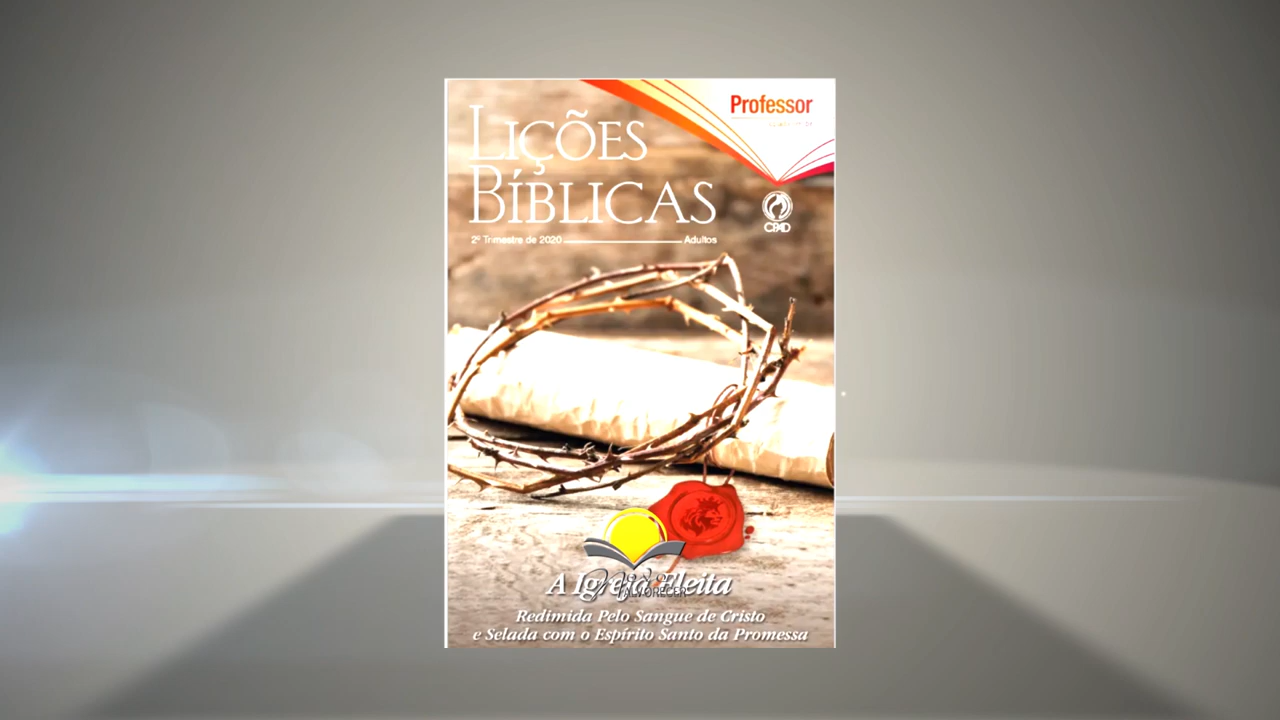 Professor
LIÇÕES
BÍBLICAS
CPAD
2º Trimestre de 2020
Adultos
A Igreja Eleita
ALVORECER
Redimida Pelo Sangue de Cristo
e Selada com o Espírito Santo da Promessa